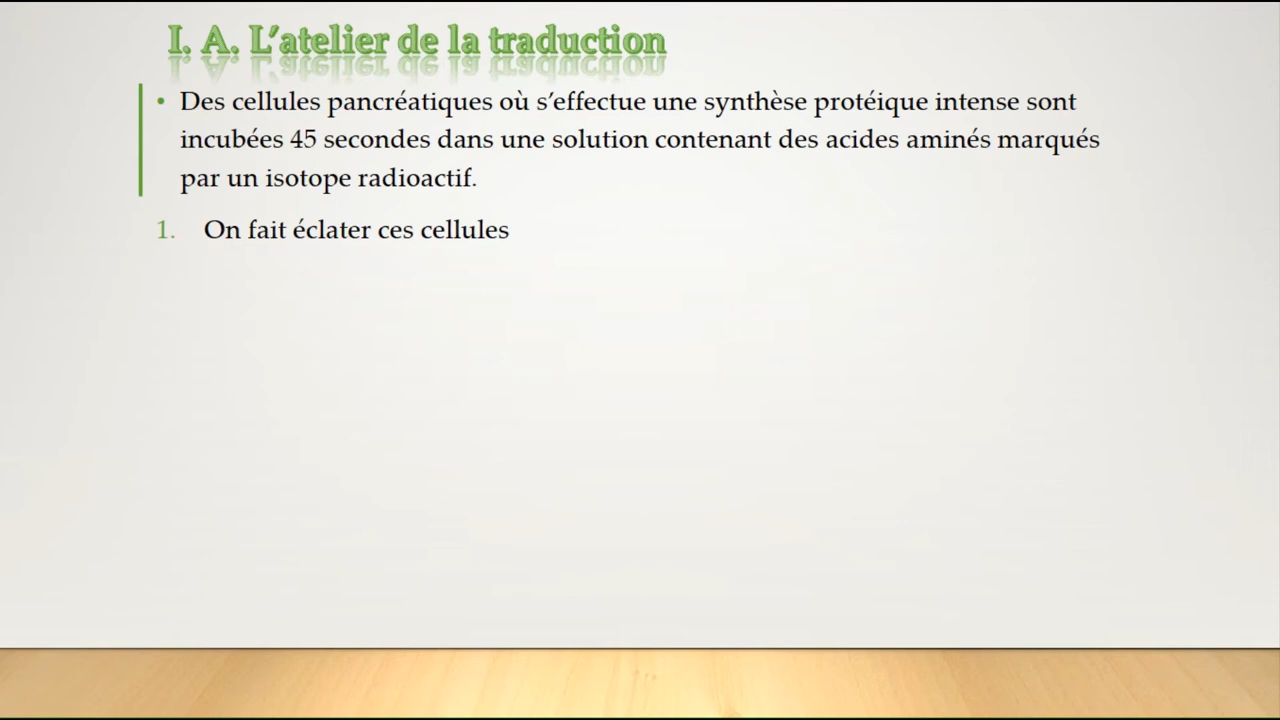 I. A. L’atelier de la traduction
• Des cellules pancréatiques où s’effectue une synthèse protéique intense sont
incubées 45 secondes dans une solution contenant des acides aminés marqués
par un isotope radioactif.
1. On fait éclater ces cellules